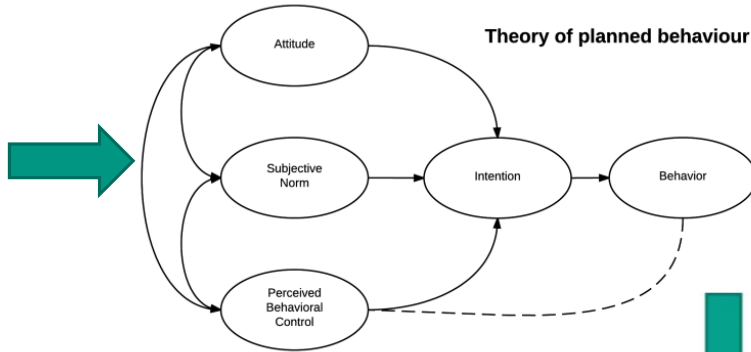 Attitude
Theory of planned behaviour
Subjective
Norm
Intention
Behavior
Perceived
Behavioral
Control